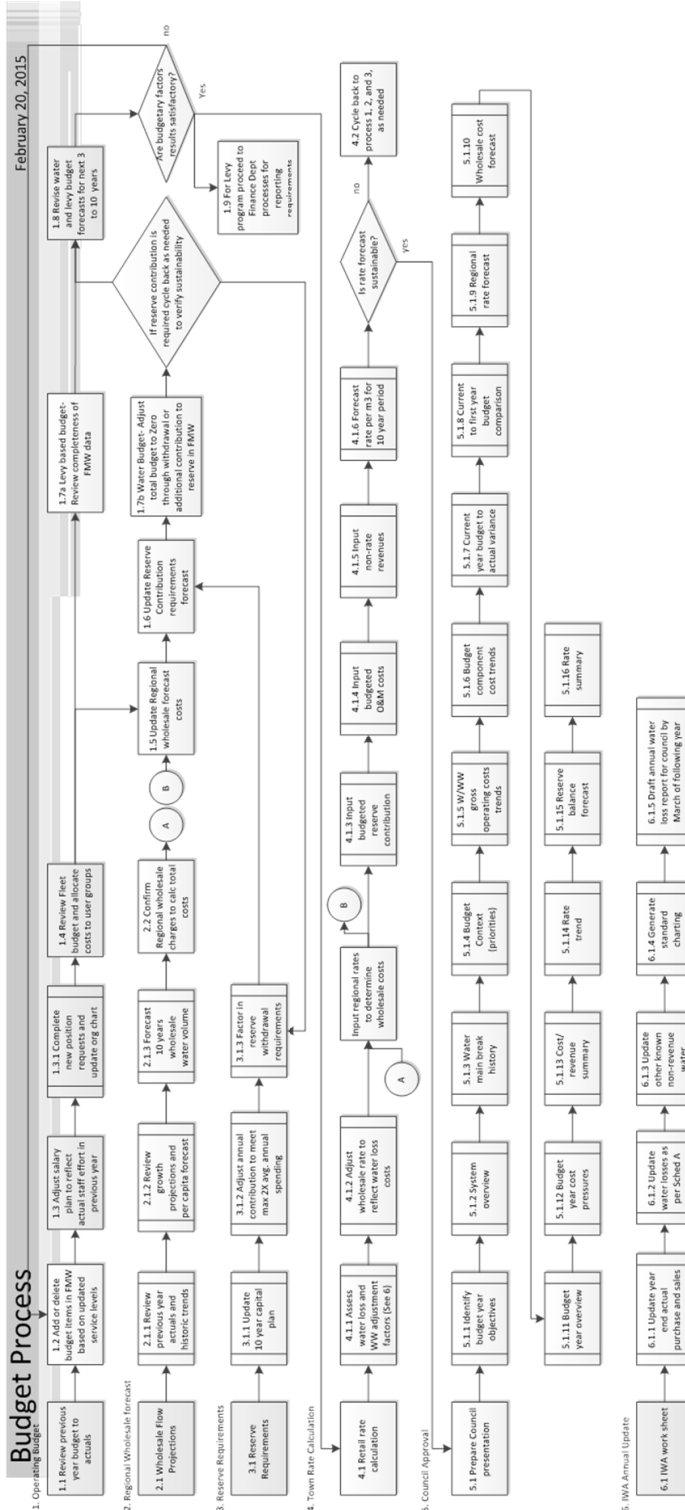 Budget Process
February 20, 2015
1. Operating Budget
1.1 Review previous
year budget to
actuals
1.2 Add or delete
budget items in FMW
based on updated
service levels
1.3 Adjust salary
plan to reflect
actual staff effort in
previous year
1.3.1 Complete
new position
requests and
update org chart
1.4 Review Fleet
budget and allocate
costs to user groups
1.7a Levy based budget-
Review completeness of
FMW data
1.8 Revise water
and levy budget
forecasts for next 3
to 10 years
2. Regional Wholesale forecast
2.1 Wholesale Flow
Projections
2.1.1 Review
previous year
actuals and
historic trends
2.1.2 Review
growth
projections and
per capita forecast
2.1.3 Forecast
10 years
wholesale
water volume
2.2 Confirm
Regional wholesale
charges to calc total
costs
A
B
1.5 Update Regional
wholesale forecast
costs
1.6 Update Reserve
Contribution
requirements
forecast
1.7b Water Budget- Adjust
total budget to Zero
through withdrawal or
additional contribution to
reserve in FMW
If reserve contribution is
required cycle back as needed
to verify sustainability
Are budgetary factors
results satisfactory?
no
Yes
1.9 For Levy
program proceed to
Finance Dept
processes for
reporting
requirements
3. Reserve Requirements
3.1 Reserve
Requirements
3.1.1 Update
10 year capital
plan
3.1.2 Adjust annual
contribution to meet
max 2X avg. annual
spending
3.1.3 Factor in
reserve
withdrawal
requirements
4. Town Rate Calculation
4.1 Retail rate
calculation
4.1.1 Assess
water loss and
WW adjustment
factors (See 6)
4.1.2 Adjust
wholesale rate to
reflect water loss
costs
A
Input regional rates
to determine
wholesale costs
B
4.1.3 Input
budgeted
reserve
contribution
4.1.4 Input
budgeted
O&M costs
4.1.5 Input
non-rate
revenues
4.1.6 Forecast
rate per m3 for
10 year period
Is rate forecast
sustainable?
no
yes
4.2 Cycle back to
process 1, 2, and 3,
as needed
5. Council Approval
5.1 Prepare Council
presentation
5.1.1 Identify
budget year
objectives
5.1.2 System
overview
5.1.3 Water
main break
history
5.1.4 Budget
Context
(priorities)
5.1.5 W/WW
gross
operating costs
trends
5.1.6 Budget
component
cost trends
5.1.7 Current
year budget to
actual variance
5.1.8 Current
to first year
budget
comparison
5.1.9 Regional
rate forecast
5.1.10
Wholesale cost
forecast
5.1.11 Budget
year overview
5.1.12 Budget
year cost
pressures
5.1.13 Cost/
revenue
summary
5.1.14 Rate
trend
5.1.15 Reserve
balance
forecast
5.1.16 Rate
summary
6. IWA Annual Update
6.1 IWA work sheet
6.1.1 Update year
end actual
purchase and sales
6.1.2 Update
water losses as
per Sched A
6.1.3 Update
other known
non-revenue
water
6.1.4 Generate
standard
charting
6.1.5 Draft annual water
loss report for council by
March of following year